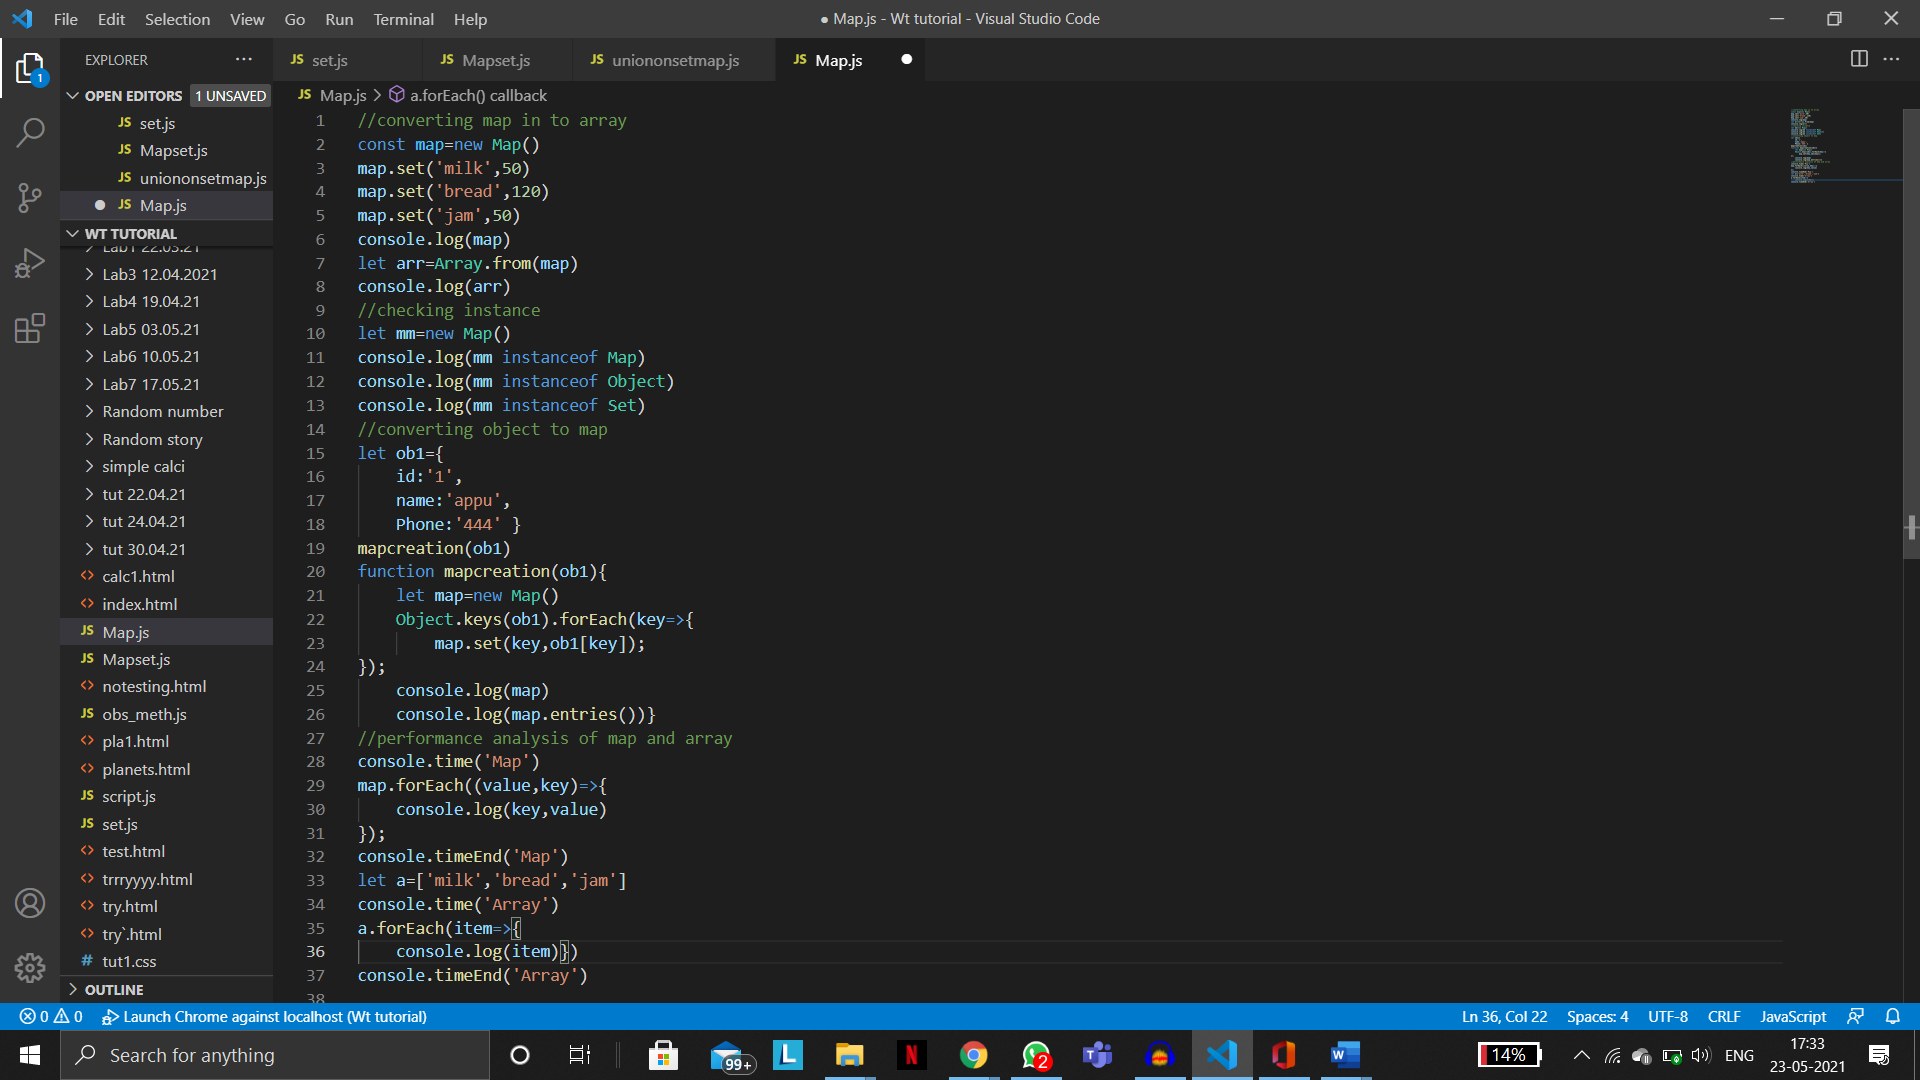 File Edit Selection View Go Run Terminal Help
● Map.js - Wt tutorial - Visual Studio Code
EXPLORER
JS set.js
JS Mapset.js
JS uniononsetmap.js
JS Map.js
1
OPEN EDITORS 1 UNSAVED
JS set.js
JS Mapset.js
JS uniononsetmap.js
JS Map.js
WT TUTORIAL
Lab1 22.03.21
Lab3 12.04.2021
Lab4 19.04.21
Lab5 03.05.21
Lab6 10.05.21
Lab7 17.05.21
Random number
Random story
simple calci
tut 22.04.21
tut 24.04.21
tut 30.04.21
calc1.html
index.html
JS Map.js
JS Mapset.js
notesting.html
JS obs_meth.js
pla1.html
planets.html
JS script.js
JS set.js
test.html
trrryyyy.html
try.html
try`.html
# tut1.css
OUTLINE
JS Map.js > a.forEach() callback
1 //converting map in to array
2 const map=new Map()
3 map.set('milk',50)
4 map.set('bread',120)
5 map.set('jam',50)
6 console.log(map)
7 let arr=Array.from(map)
8 console.log(arr)
9 //checking instance
10 let mm=new Map()
11 console.log(mm instanceof Map)
12 console.log(mm instanceof Object)
13 console.log(mm instanceof Set)
14 //converting object to map
15 let ob1={
16 id:'1',
17 name:'appu',
18 Phone:'444' }
19 mapcreation(ob1)
20 function mapcreation(ob1){
21 let map=new Map()
22 Object.keys(ob1).forEach(key=>{
23 map.set(key,ob1[key]);
24 });
25 console.log(map)
26 console.log(map.entries())}
27 //performance analysis of map and array
28 console.time('Map')
29 map.forEach((value,key)=>{
30 console.log(key,value)
31 });
32 console.timeEnd('Map')
33 let a=['milk','bread','jam']
34 console.time('Array')
35 a.forEach(item=>{
36 console.log(item)})
37 console.timeEnd('Array')
38
0 0 Launch Chrome against localhost (Wt tutorial)
Ln 36, Col 22 Spaces: 4 UTF-8 CRLF JavaScript
Search for anything
99+
L
N
2
W
14%
ENG
17:33
23-05-2021